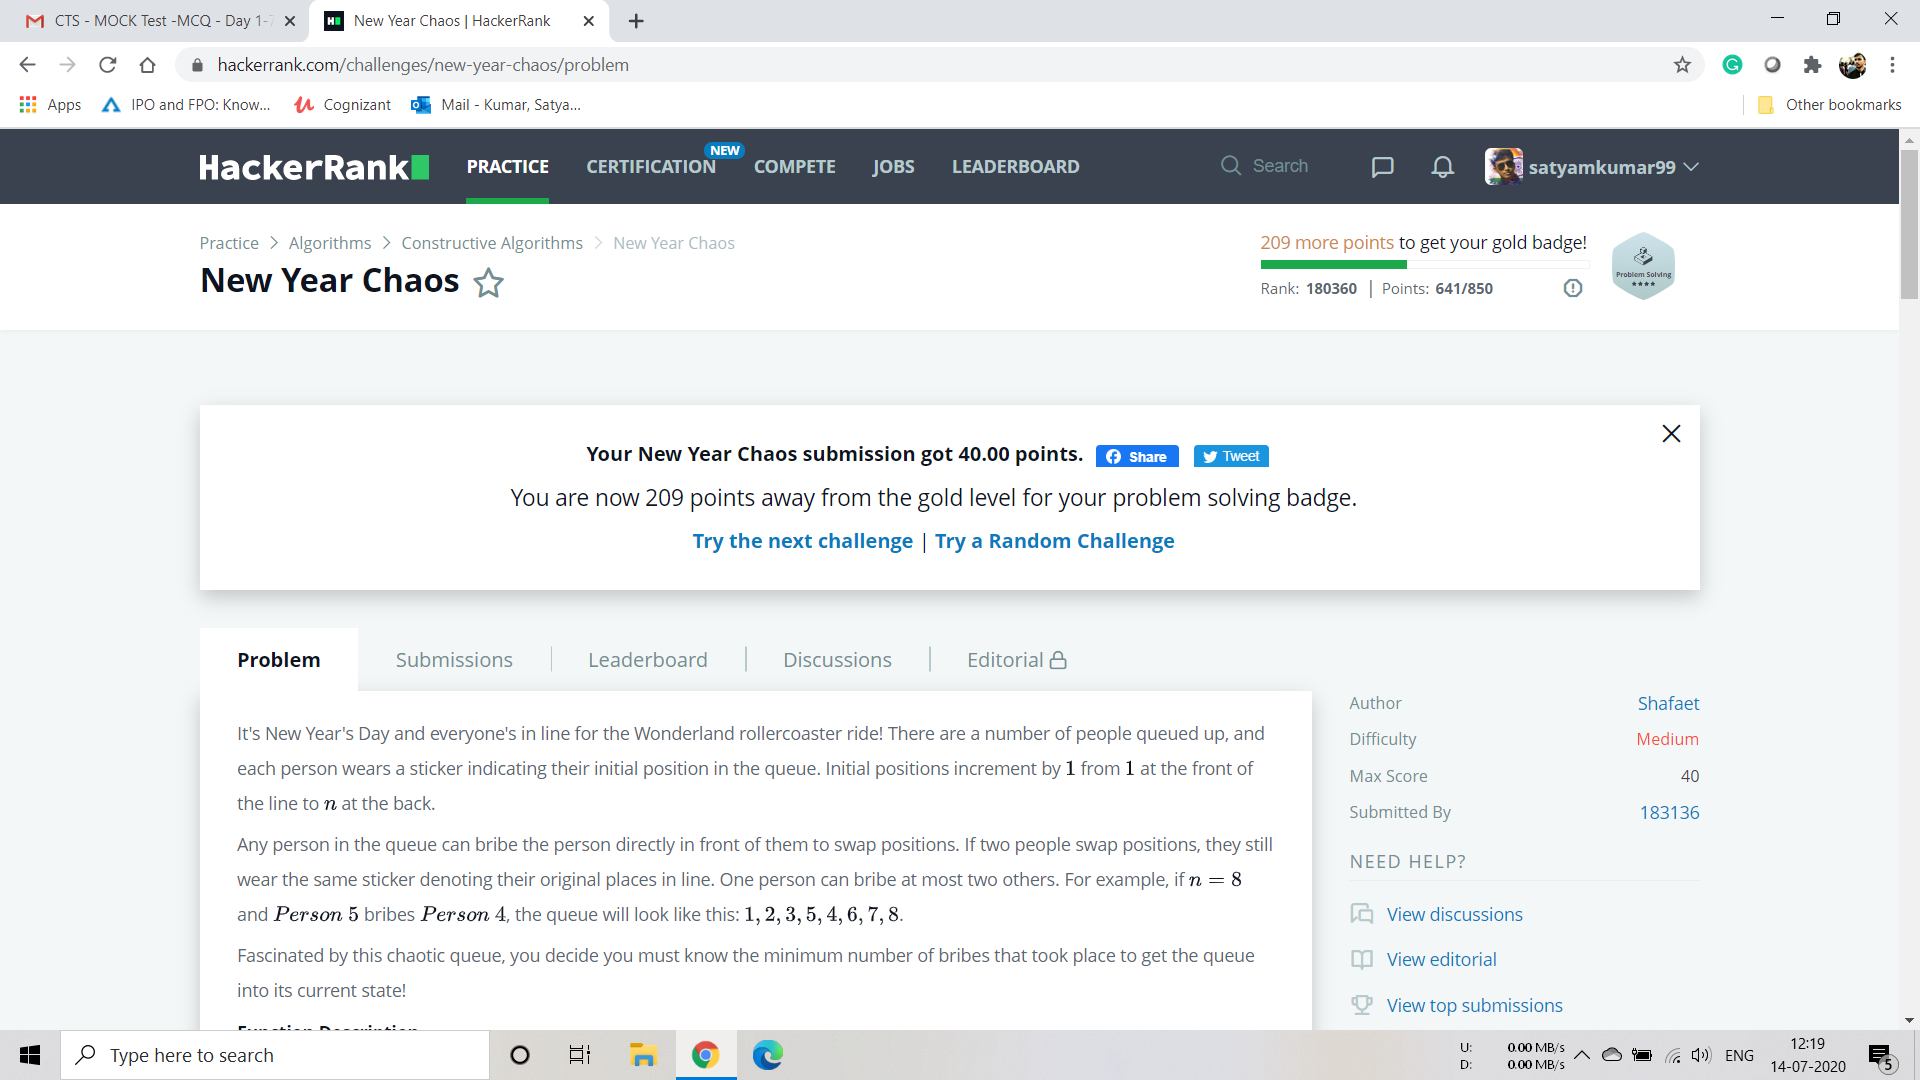 CTS - MOCK Test -MCQ - Day 1-7
New Year Chaos | HackerRank
hackerrank.com/challenges/new-year-chaos/problem
Apps IPO and FPO: Know... Cognizant Mail - Kumar, Satya... Other bookmarks
HackerRank PRACTICE CERTIFICATION NEW COMPETE JOBS LEADERBOARD Search satyamkumar99
Practice > Algorithms > Constructive Algorithms > New Year Chaos
New Year Chaos
209 more points to get your gold badge!
Rank: 180360 | Points: 641/850
Problem Solving
Your New Year Chaos submission got 40.00 points. Share Tweet
You are now 209 points away from the gold level for your problem solving badge.
Try the next challenge | Try a Random Challenge
Problem Submissions Leaderboard Discussions Editorial
It's New Year's Day and everyone's in line for the Wonderland rollercoaster ride! There are a number of people queued up, and
each person wears a sticker indicating their initial position in the queue. Initial positions increment by 1 from 1 at the front of
the line to n at the back.
Any person in the queue can bribe the person directly in front of them to swap positions. If two people swap positions, they still
wear the same sticker denoting their original places in line. One person can bribe at most two others. For example, if n = 8
and Person 5 bribes Person 4, the queue will look like this: 1, 2, 3, 5, 4, 6, 7, 8.
Fascinated by this chaotic queue, you decide you must know the minimum number of bribes that took place to get the queue
into its current state!
Function Description
Author Shafaet
Difficulty Medium
Max Score 40
Submitted By 183136
NEED HELP?
View discussions
View editorial
View top submissions
Type here to search
U: 0.00 MB/s
D: 0.00 MB/s
ENG
12:19
14-07-2020
5